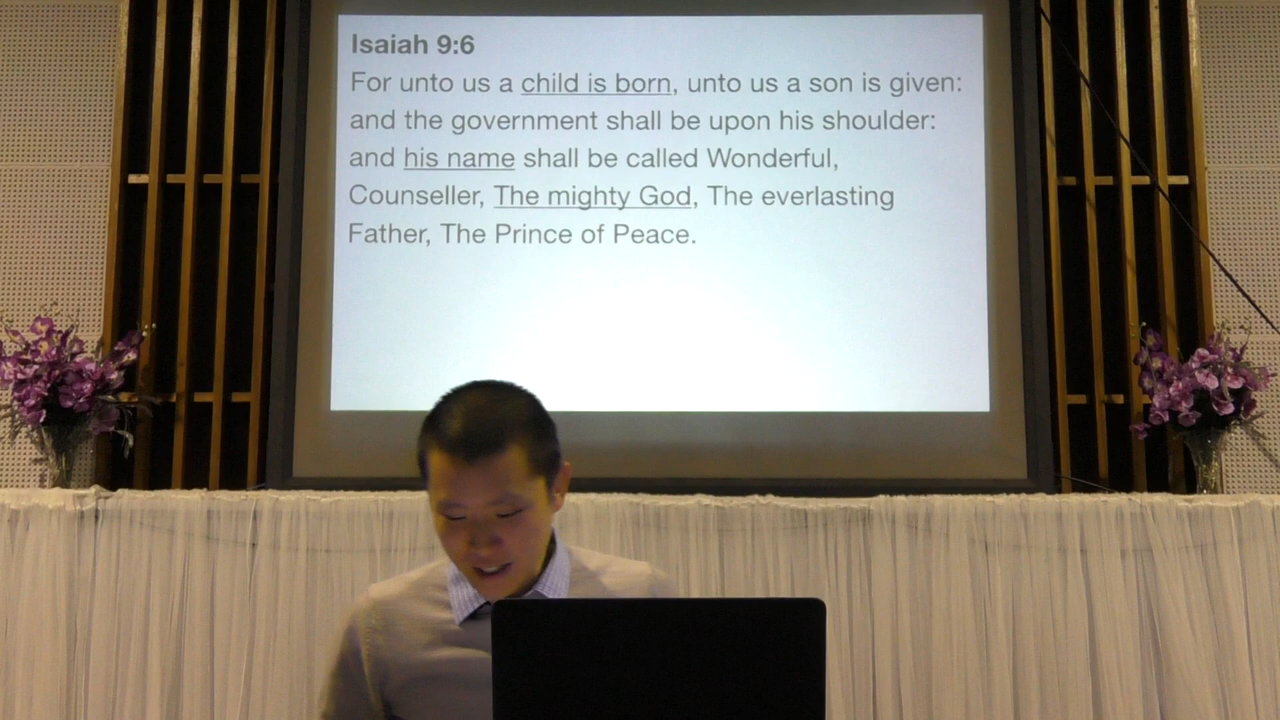 Isaiah 9:6
For unto us a child is born, unto us a son is given:
and the government shall be upon his shoulder:
and his name shall be called Wonderful,
Counseller, The mighty God, The everlasting
Father, The Prince of Peace.